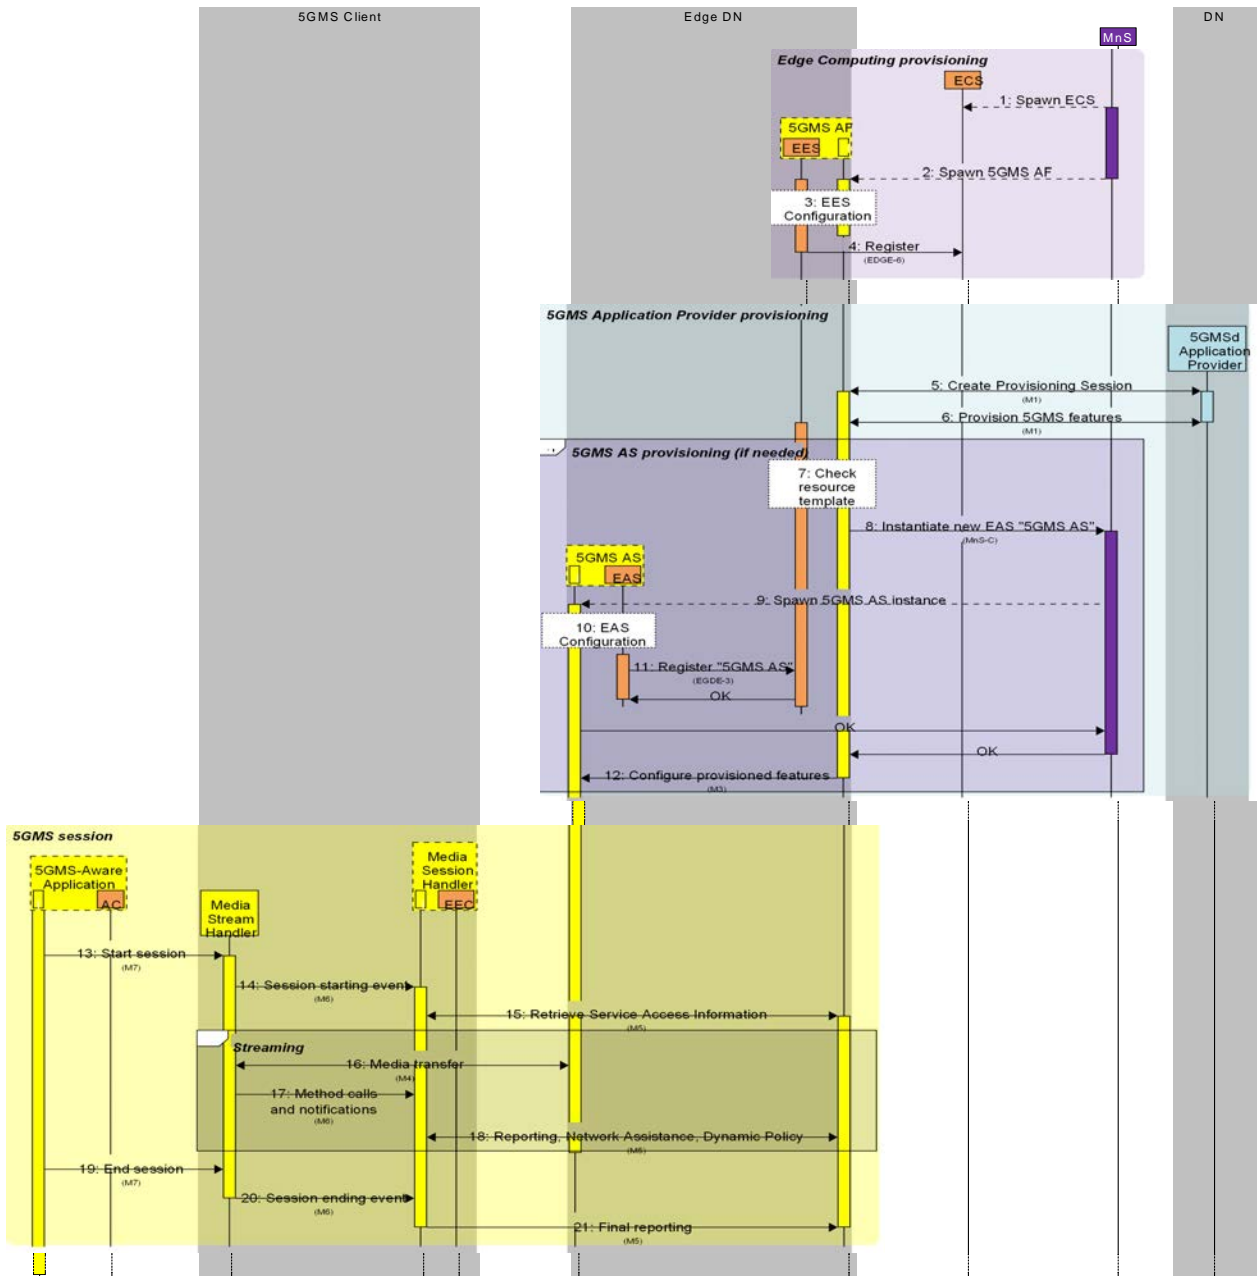 5GMS Client
Edge DN
DN
MnS
Edge Computing provisioning
ECS
1: Spawn ECS
5GMS AF
EES
2: Spawn 5GMS AF
3: EES
Configuration
4: Register
(EDGE-6)
5GMS Application Provider provisioning
5GMSd
Application
Provider
5: Create Provisioning Session
(M1)
6: Provision 5GMS features
(M1)
5GMS AS provisioning (if needed)
7: Check
resource
template
8: Instantiate new EAS "5GMS AS"
(MnS-C)
5GMS AS
EAS
9: Spawn 5GMS AS instance
10: EAS
Configuration
11: Register "5GMS AS"
(EGDE-3)
OK
OK
OK
12: Configure provisioned features
(M3)
5GMS session
5GMS-Aware
Application
AC
Media
Stream
Handler
Media
Session
Handler
EEC
13: Start session
(M7)
14: Session starting event
(M6)
15: Retrieve Service Access Information
(M5)
Streaming
16: Media transfer
(M4)
17: Method calls
and notifications
(M6)
18: Reporting, Network Assistance, Dynamic Policy
19: End session
(M7)
20: Session ending event
(M6)
21: Final reporting
(M5)